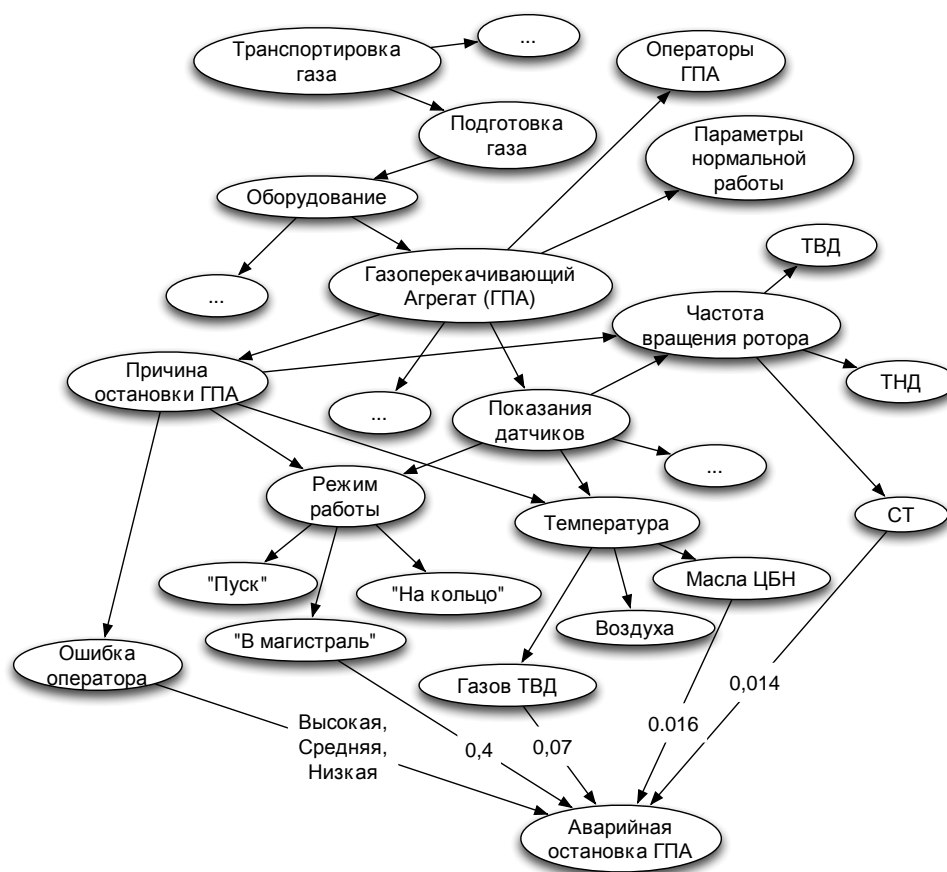 Транспортировка
газа
...
Операторы
ГПА
Подготовка
газа
Параметры
нормальной
работы
Оборудование
...
Газоперекачивающий
Агрегат (ГПА)
ТВД
Частота
вращения ротора
Причина
остановки ГПА
ТНД
...
Показания
датчиков
...
Режим
работы
Температура
СТ
"Пуск"
"На кольцо"
Масла ЦБН
"В магистраль"
Воздуха
Ошибка
оператора
Газов ТВД
0,014
Высокая,
Средняя,
Низкая
0,4
0,07
0.016
Аварийная
остановка ГПА